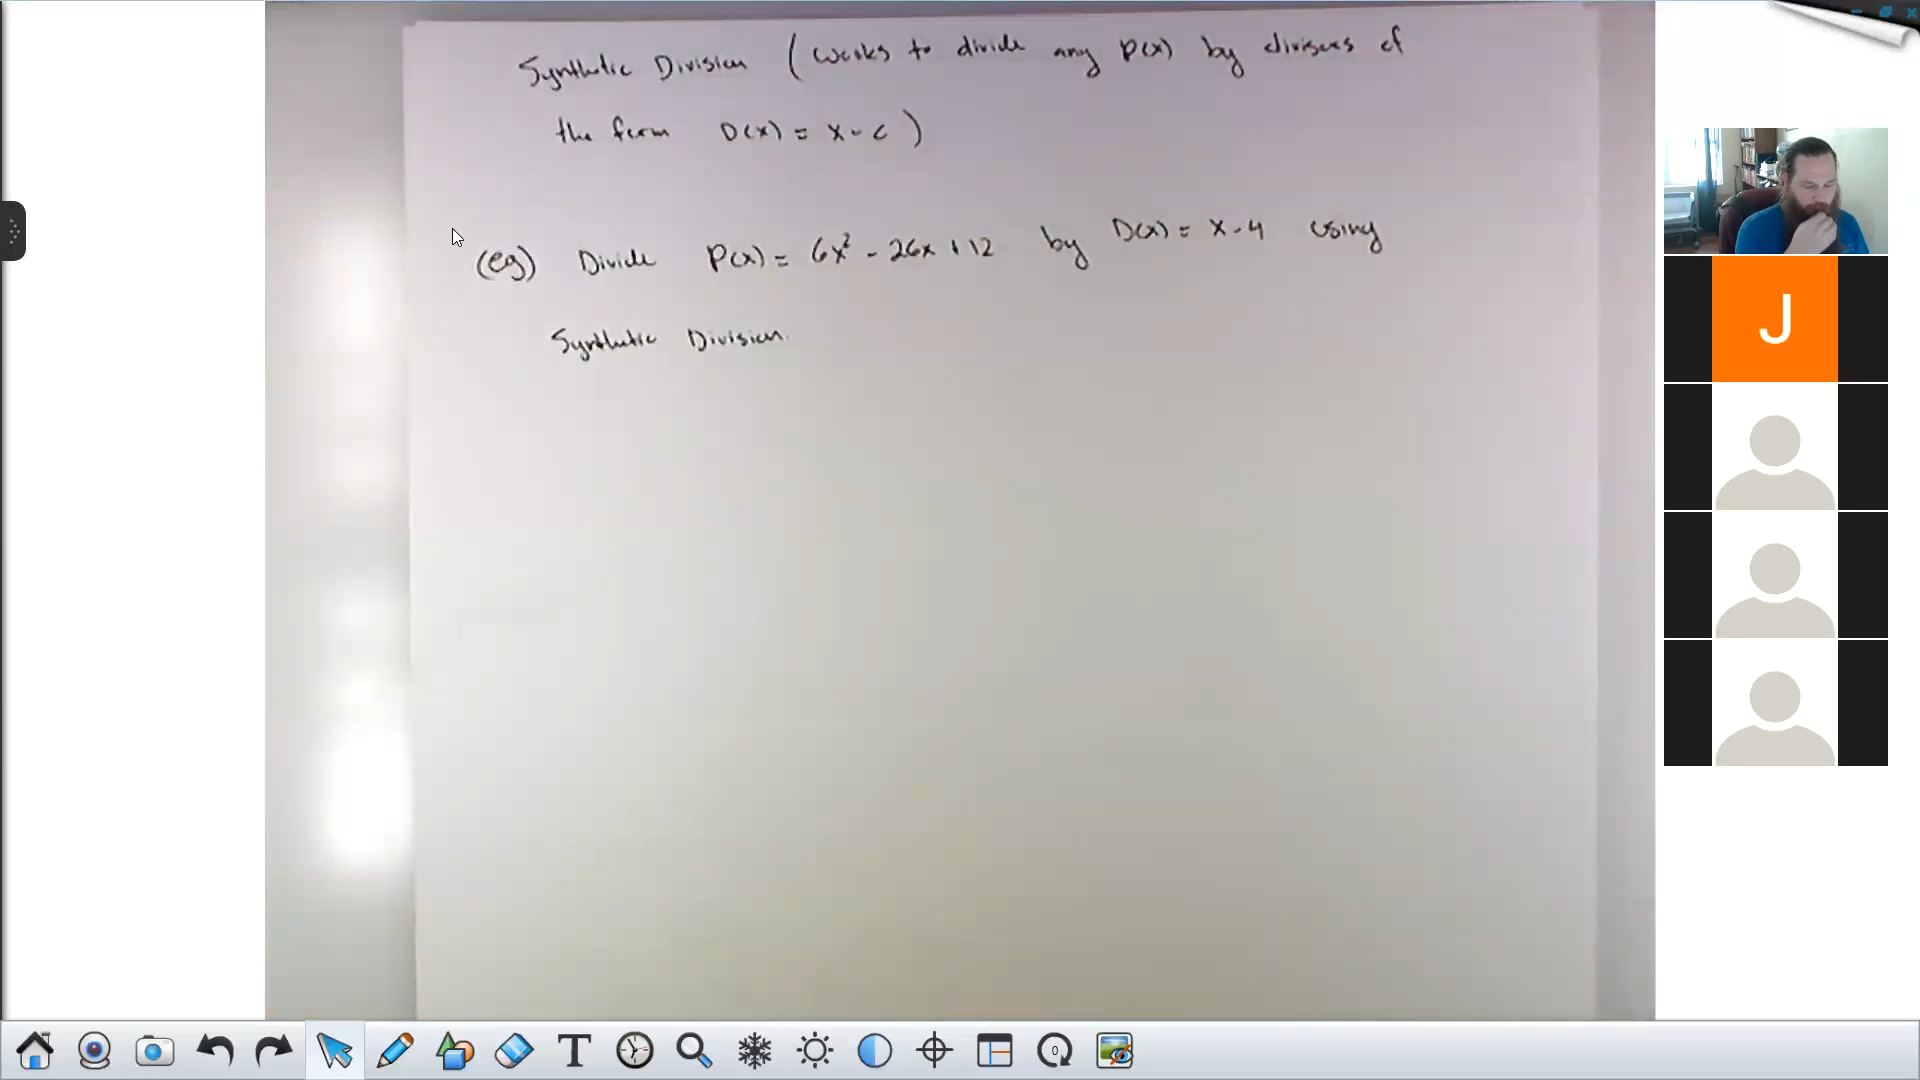 Synthetic Division (works to divide any P(x) by divisors of
the form D(x) = x - c )
(eg) Divide P(x) = 6x² - 26x + 12 by D(x) = x - 4 using
Synthetic Division.
J
T
0